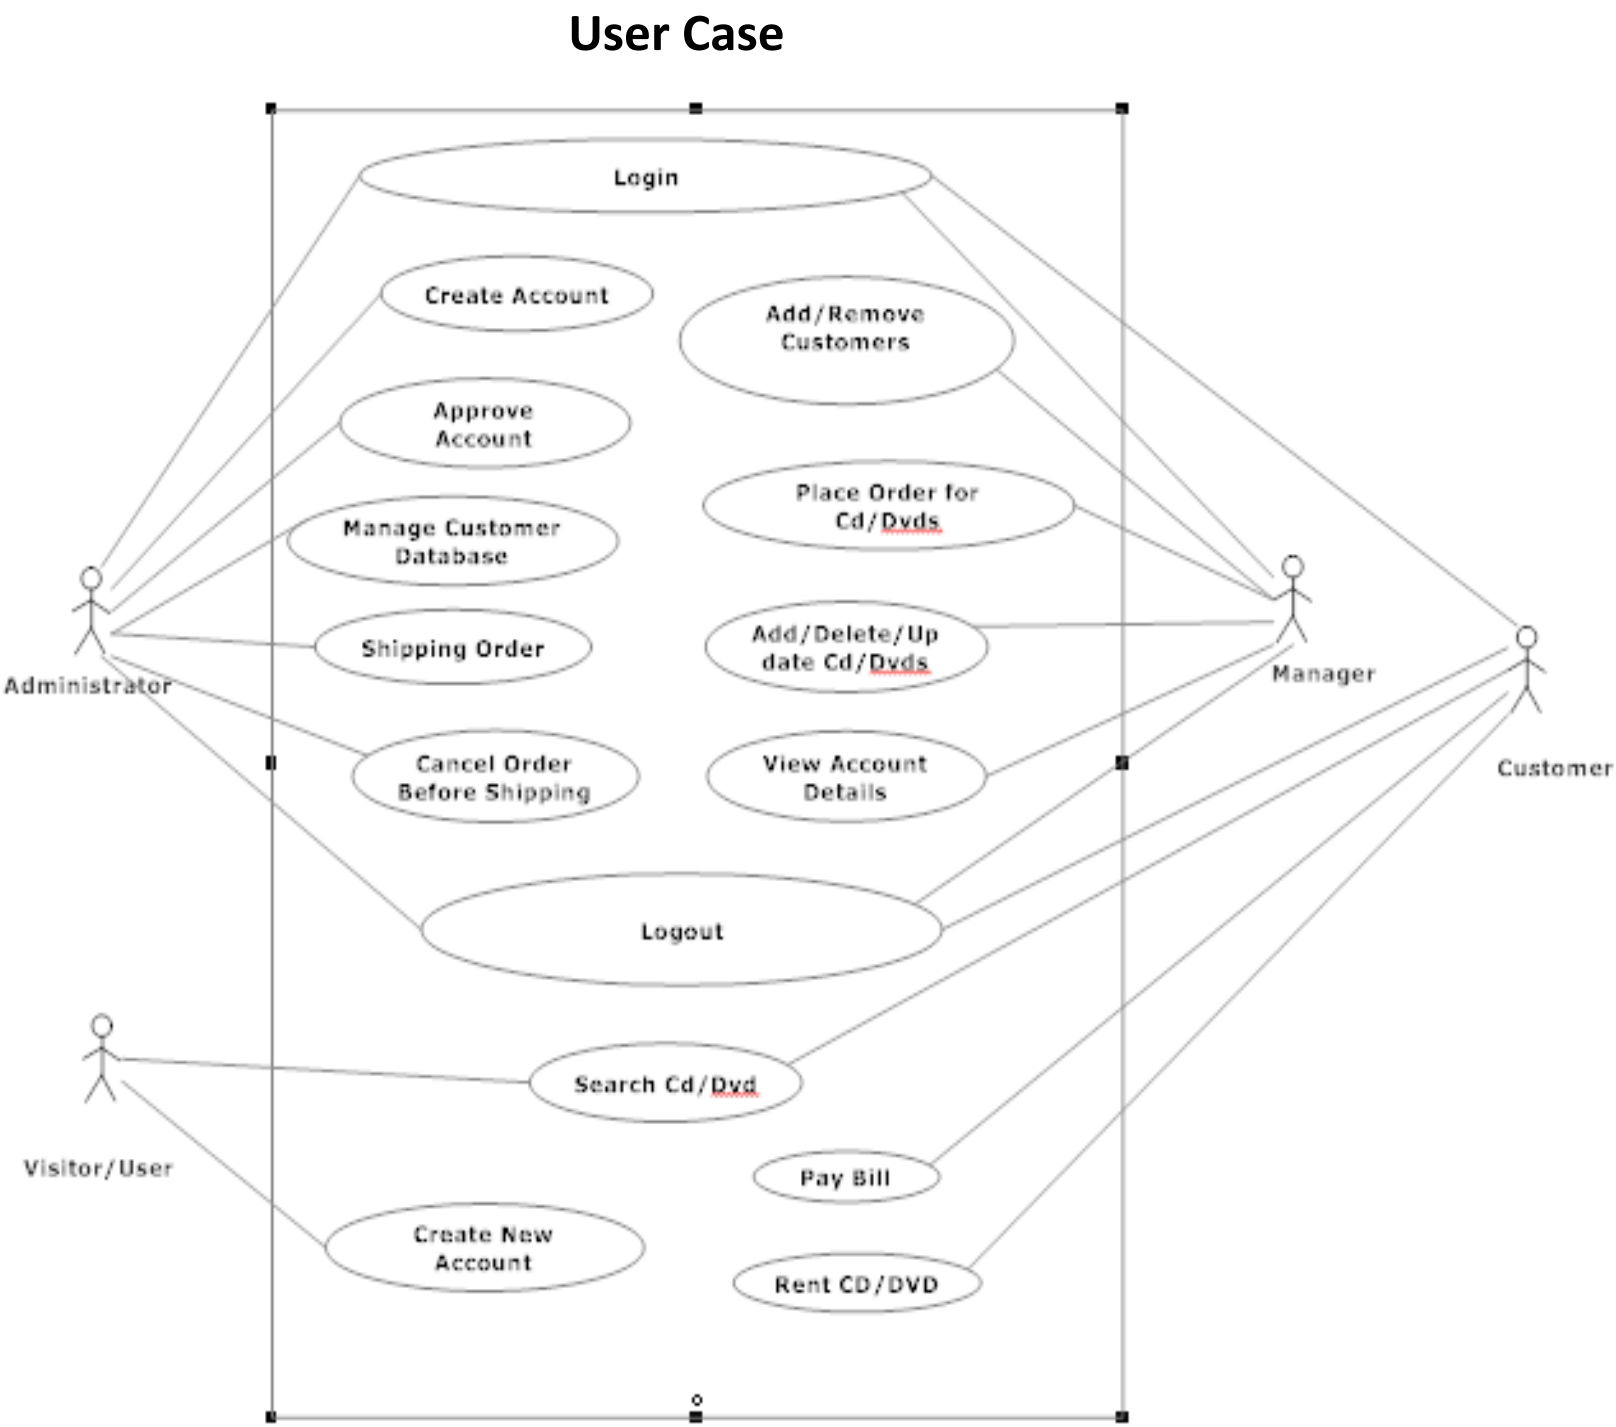 User Case
Login
Create Account
Add/Remove
Customers
Approve
Account
Place Order for
Cd/Dvds
Manage Customer
Database
Add/Delete/Up
date Cd/Dvds
Shipping Order
Administrator
Manager
Customer
Cancel Order
Before Shipping
View Account
Details
Logout
Search Cd/Dvd
Visitor/User
Pay Bill
Create New
Account
Rent CD/DVD